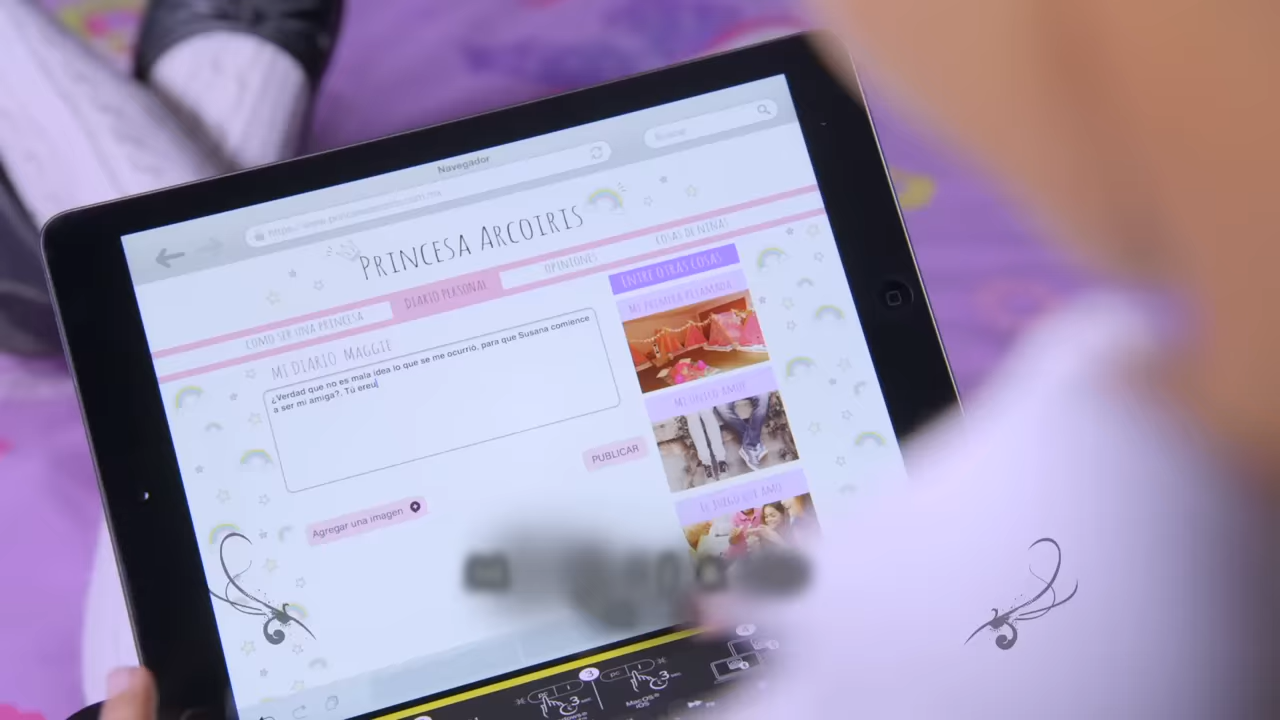 Navegador
PRINCESA ARCOIRIS
COMO SER UNA PRINCESA
DIARIO PERSONAL
OPINIONES
COSAS DE NIÑAS
MI DIARIO MAGGIE
¿Verdad que no es mala idea lo que se me ocurrió, para que Susana comience
a ser mi amiga?, Tú ereu
PUBLICAR
Agregar una imagen
ENTRE OTRAS COSAS
MI PRIMERA PIJAMADA
MI ÚNICO AMOR
EL JUEGO QUE AMO
3